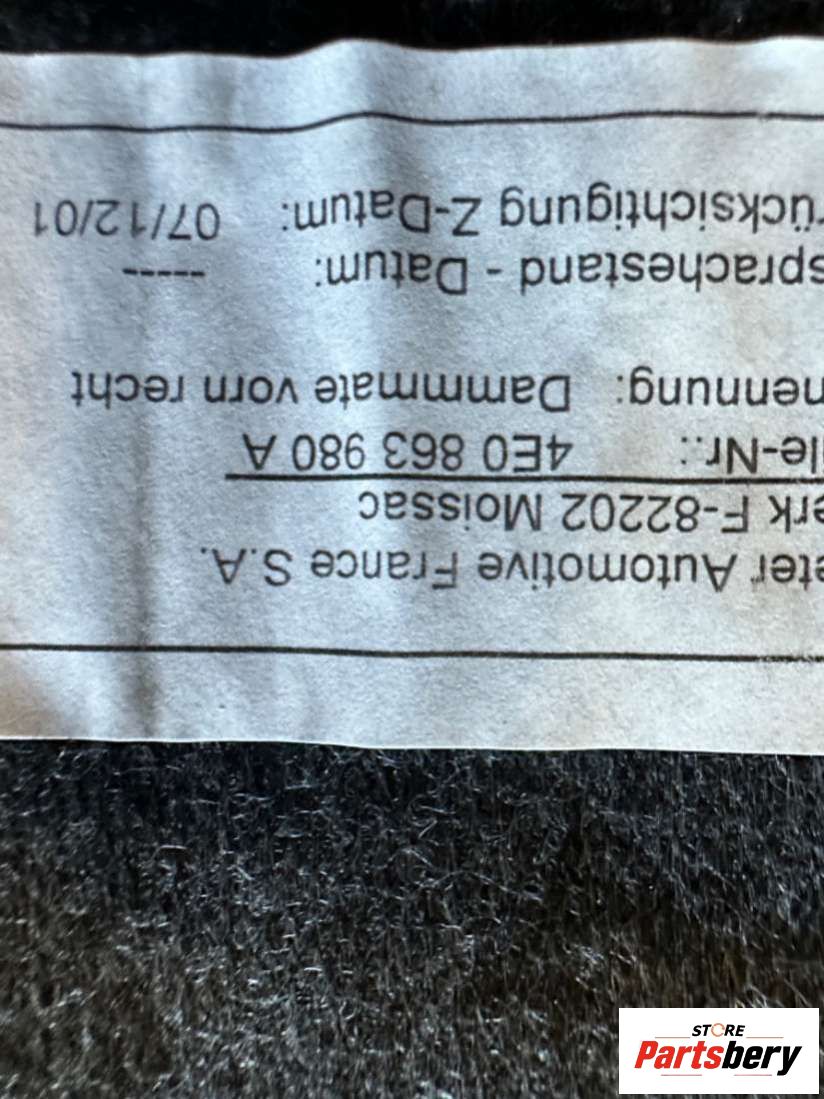 eter Automotive France S.A.
erk F-82202 Moissac
ile-Nr.: 4E0 863 980 A
nennung: Dammmate vorn recht
sprachestand - Datum: -----
rücksichtigung Z-Datum: 07/12/01
STORE
Partsbery